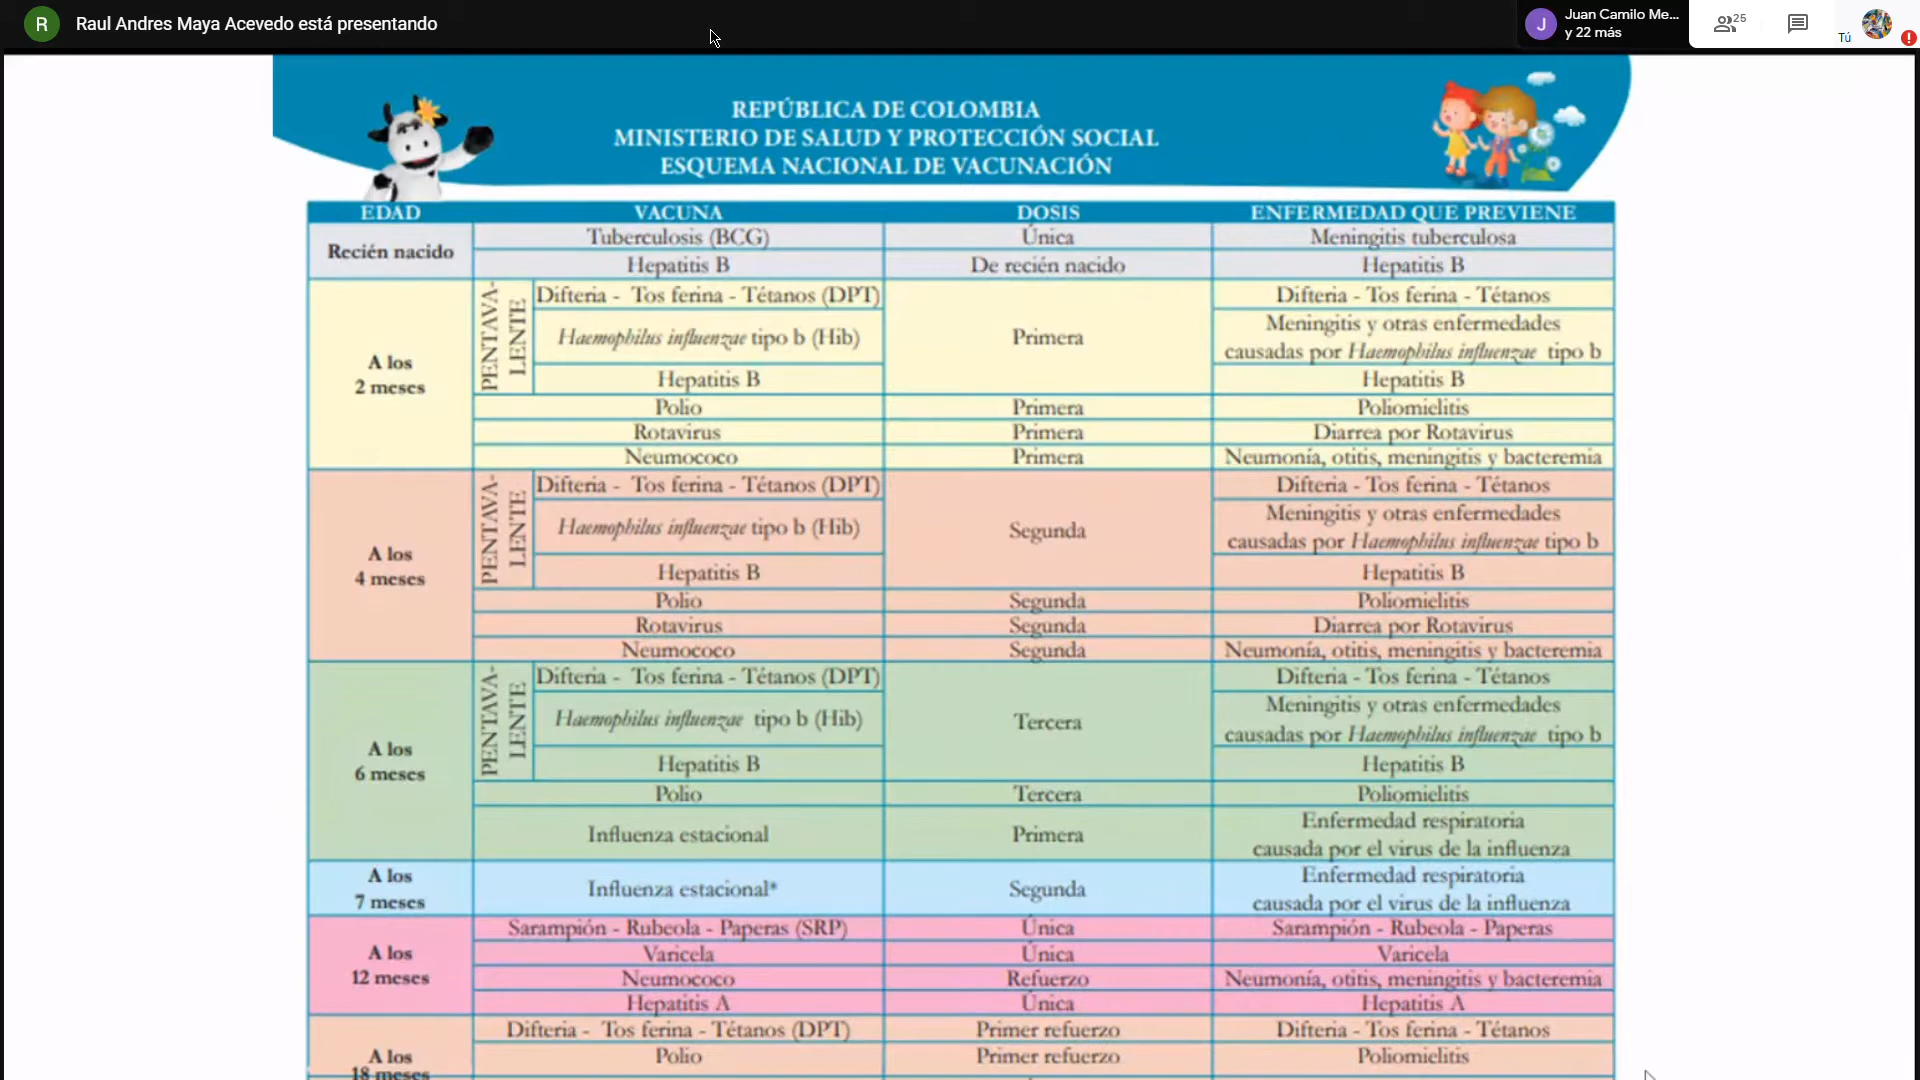 R
Raul Andres Maya Acevedo está presentando
J
Juan Camilo Me...
y 22 más
25
Tú
REPÚBLICA DE COLOMBIA
MINISTERIO DE SALUD Y PROTECCIÓN SOCIAL
ESQUEMA NACIONAL DE VACUNACIÓN
EDAD VACUNA DOSIS ENFERMEDAD QUE PREVIENE
Recién nacido
Tuberculosis (BCG) Única Meningitis tuberculosa
Hepatitis B De recién nacido Hepatitis B
A los
2 meses
PENTAVA-
LENTE
Difteria - Tos ferina - Tétanos (DPT) Difteria - Tos ferina - Tétanos
Haemophilus influenzae tipo b (Hib) Primera Meningitis y otras enfermedades
causadas por Haemophilus influenzae tipo b
Hepatitis B Hepatitis B
Polio Primera Poliomielitis
Rotavirus Primera Diarrea por Rotavirus
Neumococo Primera Neumonía, otitis, meningitis y bacteremia
A los
4 meses
PENTAVA-
LENTE
Difteria - Tos ferina - Tétanos (DPT) Difteria - Tos ferina - Tétanos
Haemophilus influenzae tipo b (Hib) Segunda Meningitis y otras enfermedades
causadas por Haemophilus influenzae tipo b
Hepatitis B Hepatitis B
Polio Segunda Poliomielitis
Rotavirus Segunda Diarrea por Rotavirus
Neumococo Segunda Neumonía, otitis, meningitis y bacteremia
A los
6 meses
PENTAVA-
LENTE
Difteria - Tos ferina - Tétanos (DPT) Difteria - Tos ferina - Tétanos
Haemophilus influenzae tipo b (Hib) Tercera Meningitis y otras enfermedades
causadas por Haemophilus influenzae tipo b
Hepatitis B Hepatitis B
Polio Tercera Poliomielitis
Influenza estacional Primera Enfermedad respiratoria
causada por el virus de la influenza
A los
7 meses
Influenza estacional* Segunda Enfermedad respiratoria
causada por el virus de la influenza
A los
12 meses
Sarampión - Rubeola - Paperas (SRP) Única Sarampión - Rubeola - Paperas
Varicela Única Varicela
Neumococo Refuerzo Neumonía, otitis, meningitis y bacteremia
Hepatitis A Única Hepatitis A
A los
18 meses
Difteria - Tos ferina - Tétanos (DPT) Primer refuerzo Difteria - Tos ferina - Tétanos
Polio Primer refuerzo Poliomielitis